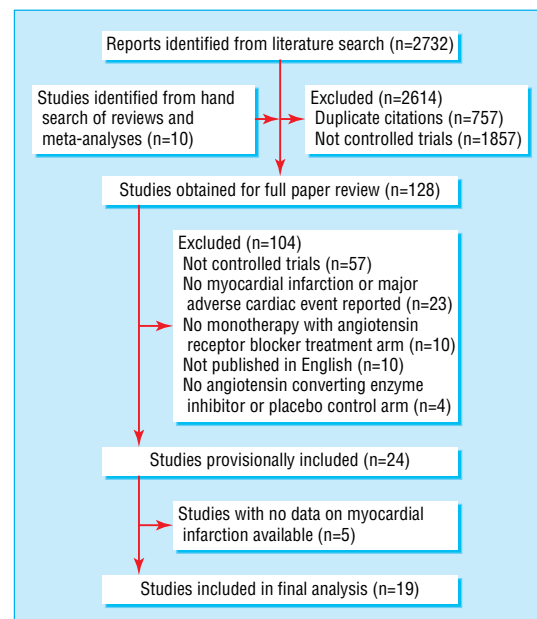 Reports identified from literature search (n=2732)
Studies identified from hand
search of reviews and
meta-analyses (n=10)
Excluded (n=2614)
Duplicate citations (n=757)
Not controlled trials (n=1857)
Studies obtained for full paper review (n=128)
Excluded (n=104)
Not controlled trials (n=57)
No myocardial infarction or major
adverse cardiac event reported (n=23)
No monotherapy with angiotensin
receptor blocker treatment arm (n=10)
Not published in English (n=10)
No angiotensin converting enzyme
inhibitor or placebo control arm (n=4)
Studies provisionally included (n=24)
Studies with no data on myocardial
infarction available (n=5)
Studies included in final analysis (n=19)